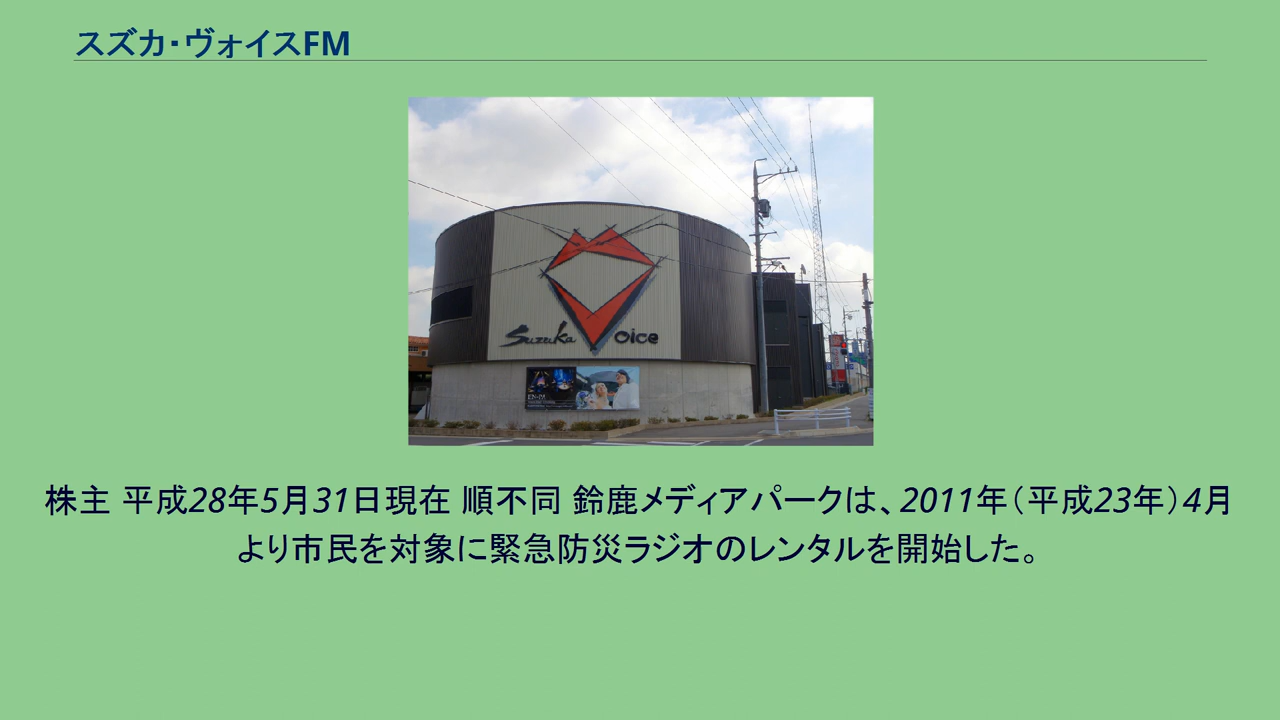 スズカ・ヴォイスFM
Suzuka Voice
EN-PA
株主 平成28年5月31日現在 順不同 鈴鹿メディアパークは、2011年（平成23年）4月
より市民を対象に緊急防災ラジオのレンタルを開始した。